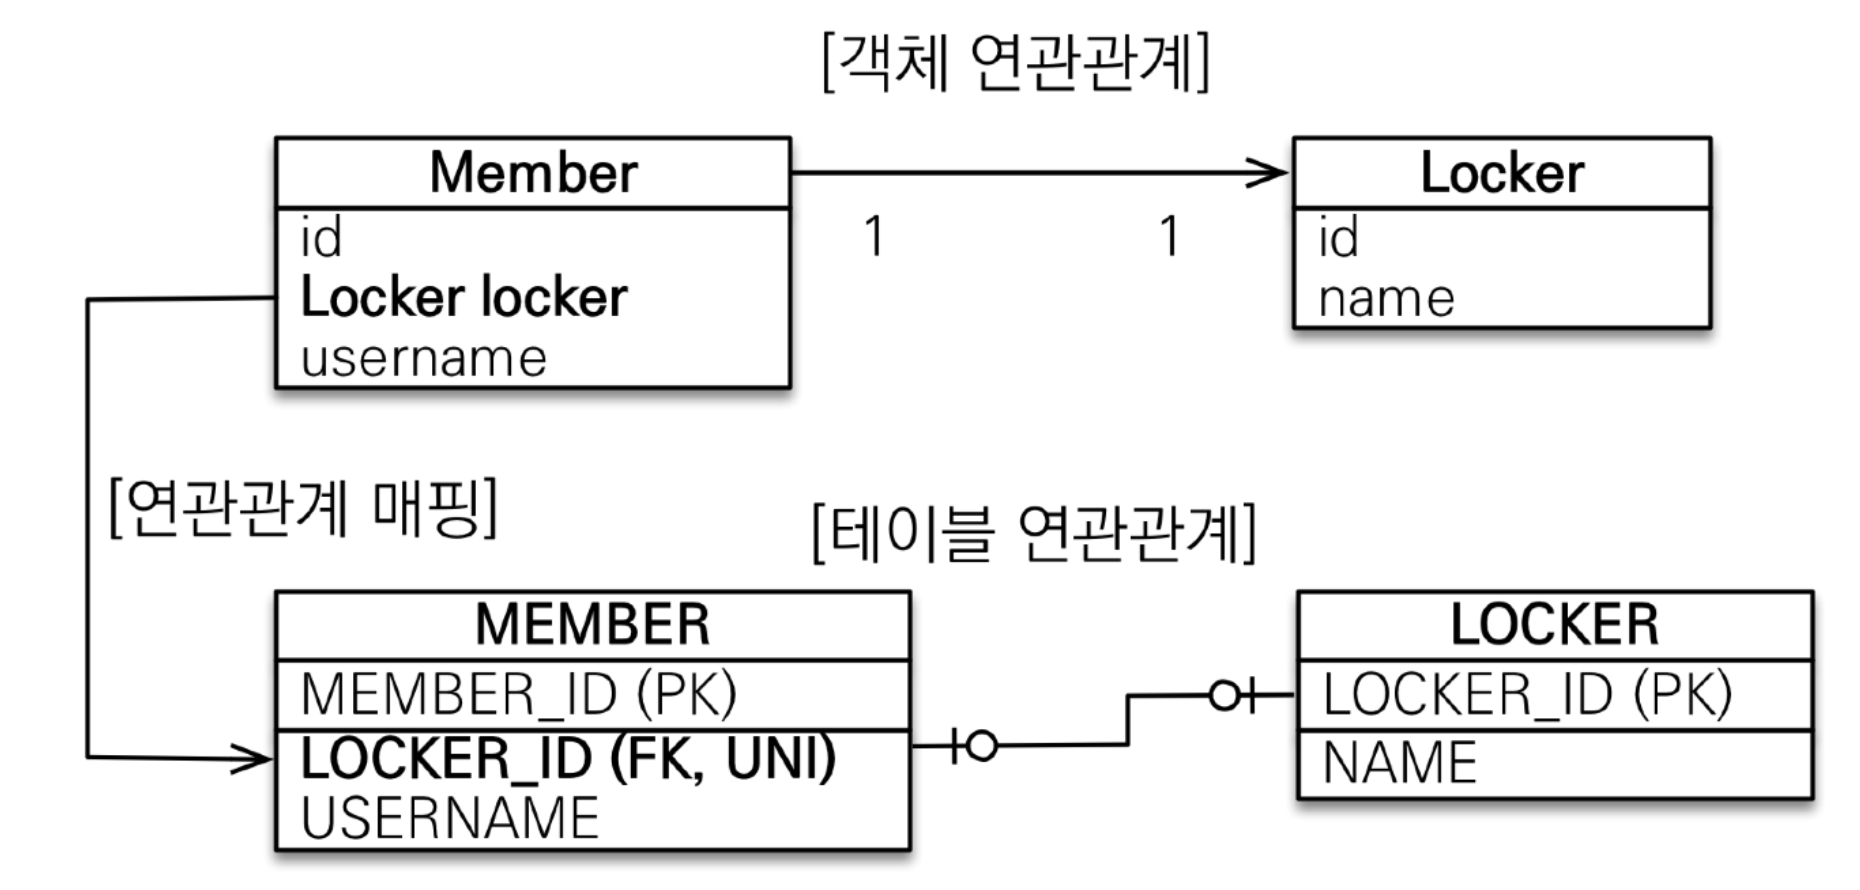 [객체 연관관계]
Member
id
Locker locker
username
1
1
Locker
id
name
[연관관계 매핑]
[테이블 연관관계]
MEMBER
MEMBER_ID (PK)
LOCKER_ID (FK, UNI)
USERNAME
LOCKER
LOCKER_ID (PK)
NAME